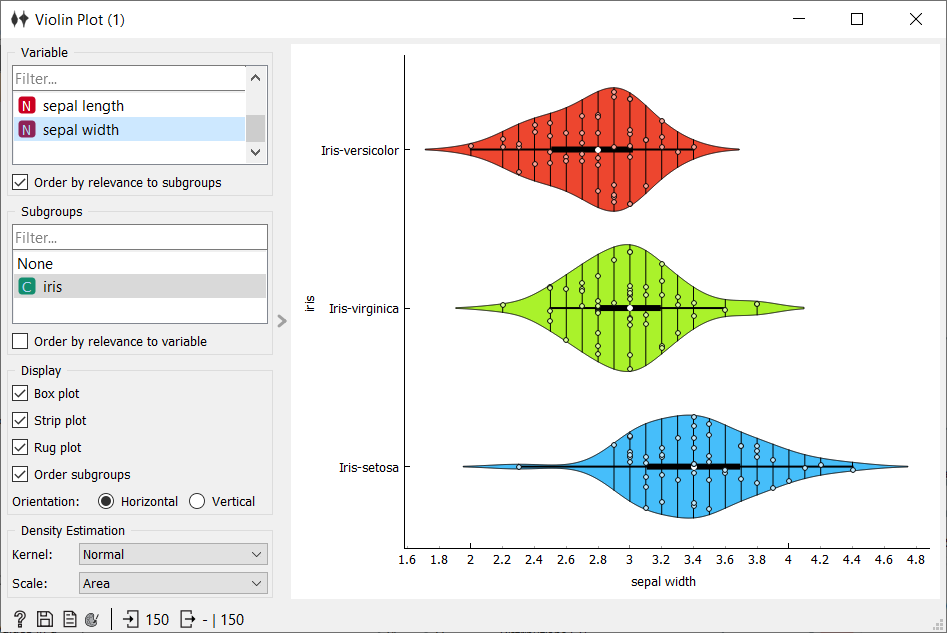 Violin Plot (1)
Variable
Filter...
N sepal length
N sepal width
Order by relevance to subgroups
Subgroups
Filter...
None
C iris
Order by relevance to variable
Display
Box plot
Strip plot
Rug plot
Order subgroups
Orientation: Horizontal Vertical
Density Estimation
Kernel: Normal
Scale: Area
? 150 - | 150
iris
Iris-versicolor
Iris-virginica
Iris-setosa
1.6 1.8 2 2.2 2.4 2.6 2.8 3 3.2 3.4 3.6 3.8 4 4.2 4.4 4.6 4.8
sepal width